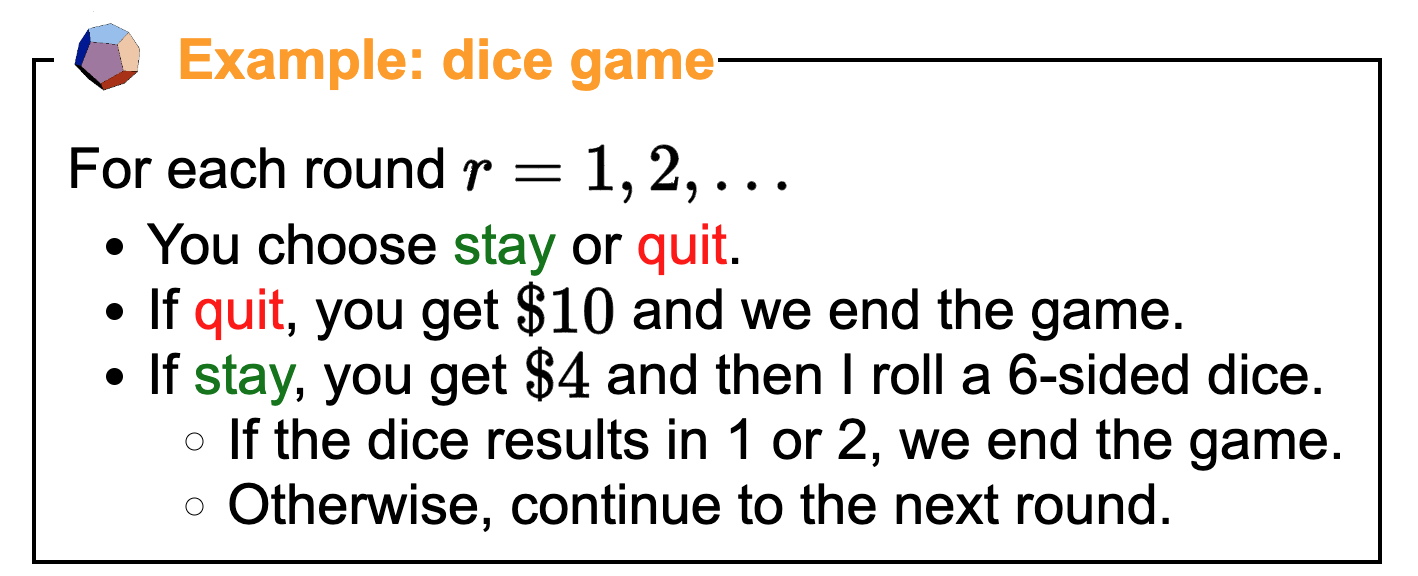 Example: dice game
For each round r = 1, 2, . . .
• You choose stay or quit.
• If quit, you get $10 and we end the game.
• If stay, you get $4 and then I roll a 6-sided dice.
◦ If the dice results in 1 or 2, we end the game.
◦ Otherwise, continue to the next round.